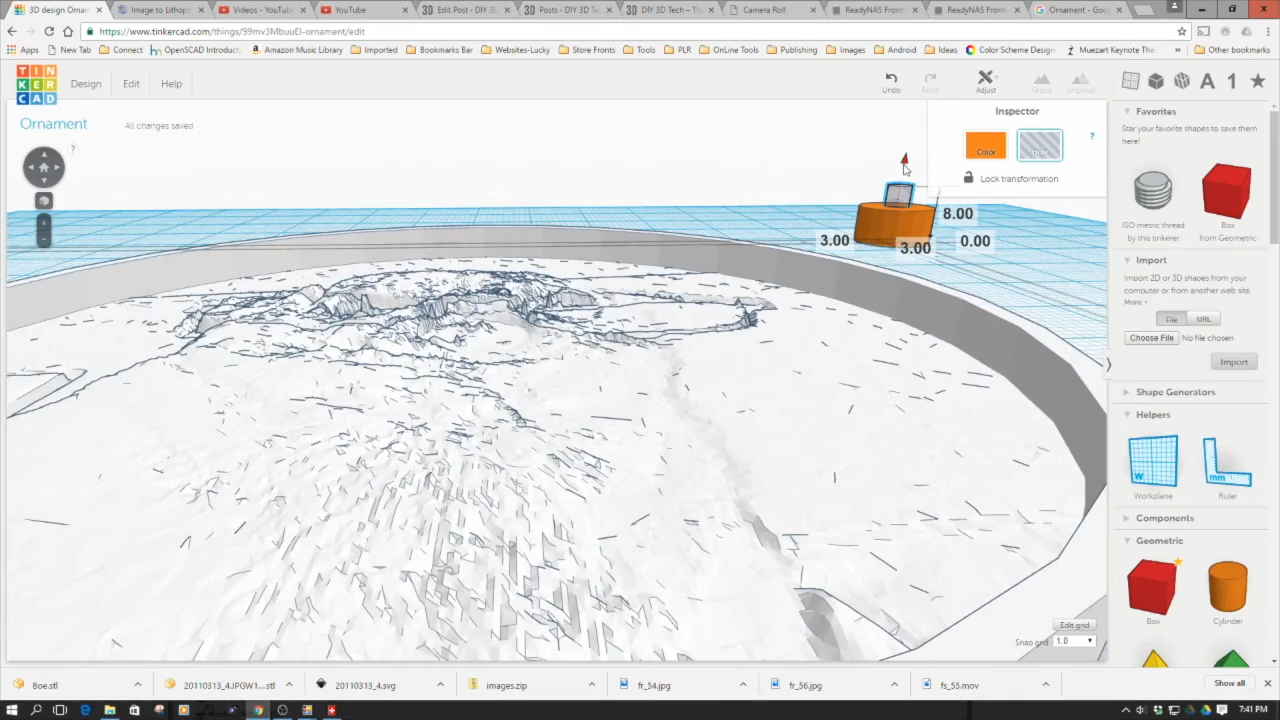 3D design Ornam
Image to Lithop
Videos - YouTub
YouTube
Edit Post ‹ DIY 3D
Posts ‹ DIY 3D Te
DIY 3D Tech – Th
Camera Roll
ReadyNAS Front
ReadyNAS Front
Ornament - Goo
https://www.tinkercad.com/things/99mv3MbuuEl-ornament/edit
Apps
New Tab
Connect
OpenSCAD Introducti
Amazon Music Library
Imported
Bookmarks Bar
Websites-Lucky
Store Fronts
Tools
PLR
OnLine Tools
Publishing
Images
Android
Ideas
Color Scheme Design
Muezart Keynote The
»
Other bookmarks
TIN
KER
CAD
Design
Edit
Help
Undo
Redo
Adjust
Group
Ungroup
Ornament
All changes saved
?
Inspector
Color
Hole
?
Lock transformation
8.00
3.00
3.00
0.00
Favorites
Star your favorite shapes to save them
here!
ISO metric thread
by this tinkerer
Box
from Geometric
Import
Import 2D or 3D shapes from your
computer or from another web site.
More
File
URL
Choose File
No file chosen
Import
Shape Generators
Helpers
W
mm
Workplane
Ruler
Components
Geometric
Box
Cylinder
Edit grid
Snap grid
1.0
Boe.stl
20110313_4.JPGW1....stl
20110313_4.svg
images.zip
fr_54.jpg
fr_56.jpg
fs_55.mov
Show all
7:41 PM